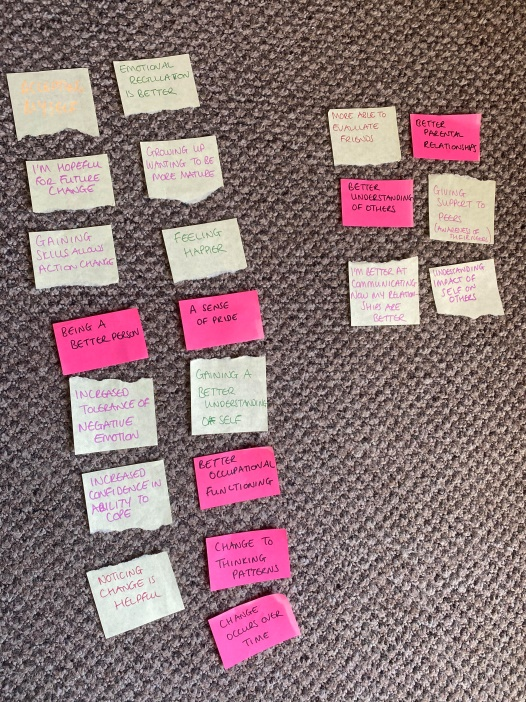 EMOTIONAL
REGULATION
IS BETTER
I'M HOPEFUL
FOR FUTURE
CHANGE
GROWING UP
WANTING TO BE
MORE MATURE
GAINING
SKILLS ALLOWS
ACTION CHANGE
FEELING
HAPPIER
BEING A
BETTER PERSON
A SENSE
OF PRIDE
INCREASED
TOLERANCE OF
NEGATIVE
EMOTION
GAINING A
BETTER
UNDERSTANDING
OF SELF
INCREASED
CONFIDENCE IN
ABILITY TO
COPE
BETTER
OCCUPATIONAL
FUNCTIONING
NOTICING
CHANGE IS
HELPFUL
CHANGE TO
THINKING
PATTERNS
CHANGE
OCCURS OVER
TIME
MORE ABLE TO
EVALUATE
FRIENDS
BETTER
PARENTAL
RELATIONSHIPS
BETTER
UNDERSTANDING
OF OTHERS
GIVING
SUPPORT TO
PEERS
(AWARENESS OF
I'M BETTER AT
COMMUNICATING
NOW MY RELATION
SHIPS ARE
BETTER
UNDERSTANDING
IMPACT OF
SELF ON
OTHERS